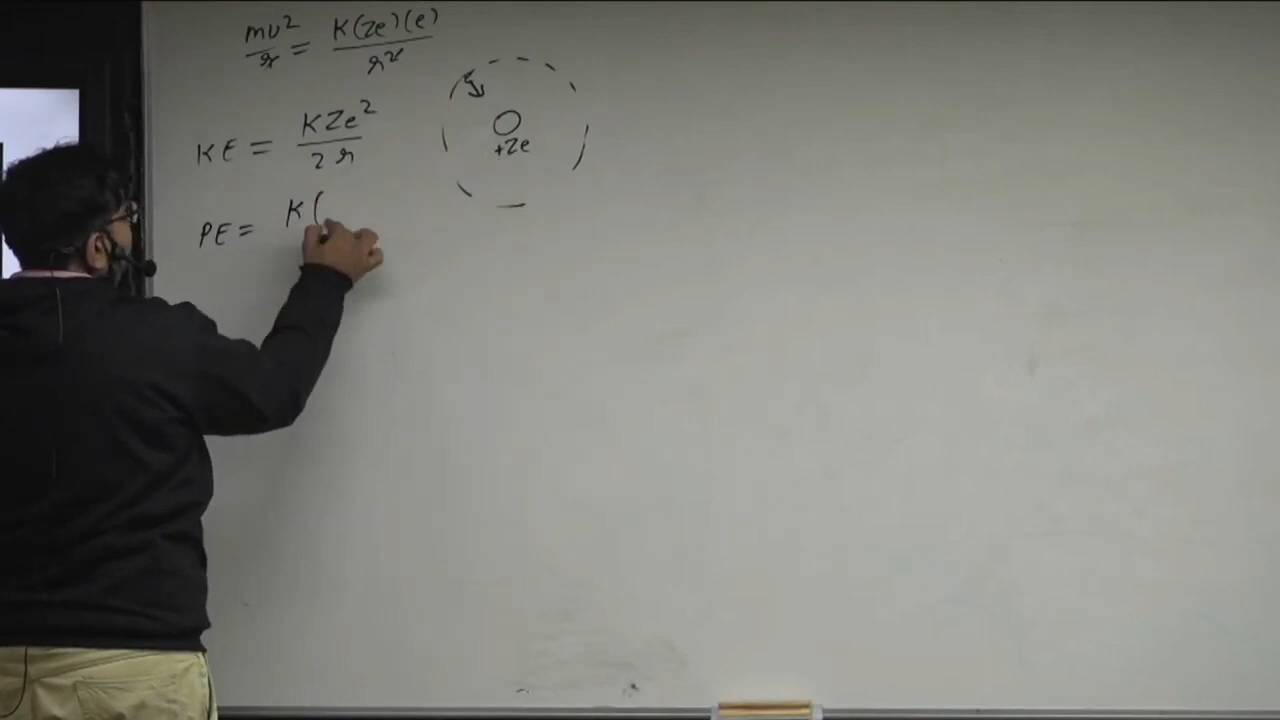 mv²/r = K(Ze)(e)/r²
KE = KZe²/2r
+Ze
PE = K(